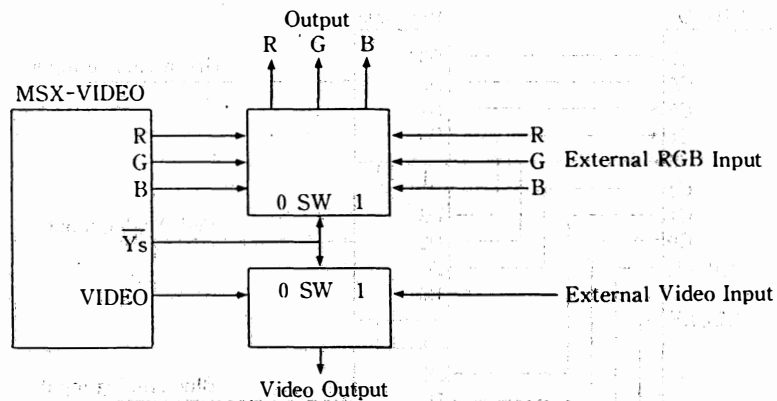 Output
R G B
MSX-VIDEO
R
G
B
R
G External RGB Input
B
0 SW 1
Ys
VIDEO
0 SW 1
External Video Input
Video Output